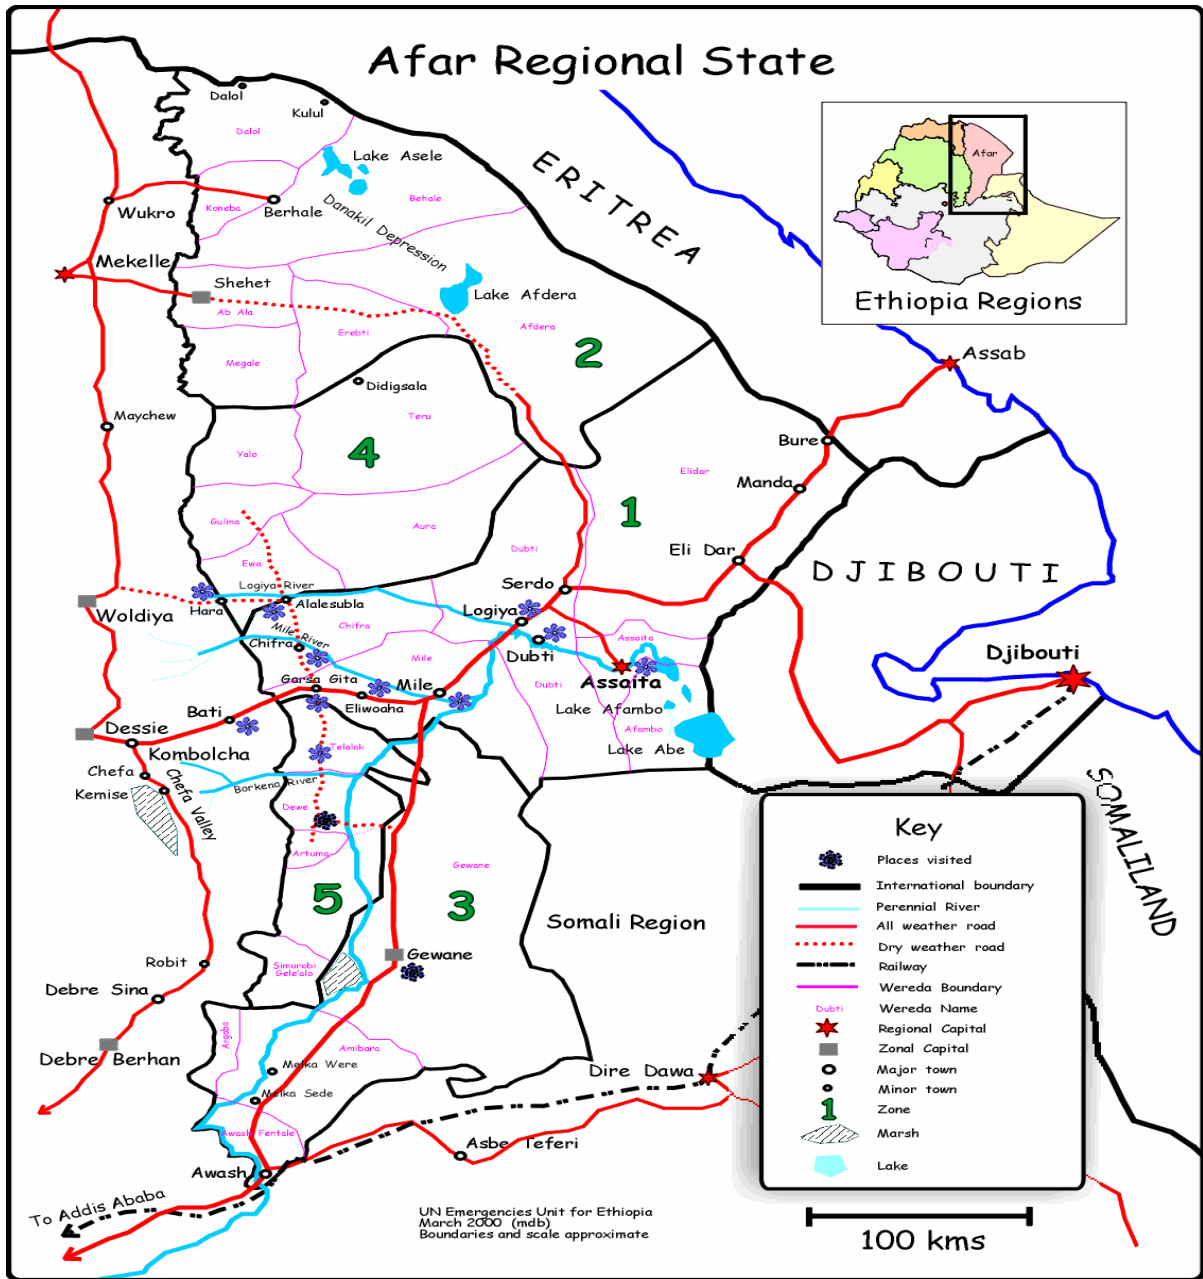 Afar Regional State
Dalol
Kulul
Dalol
Lake Asele
ERITREA
Afar
Ethiopia Regions
Wukro
Koneba
Berhale
Behale
Danakil Depression
Mekelle
Shehet
Lake Afdera
Ab Ala
Erebti
Afdera
2
Megale
Assab
Didigsala
Maychew
Teru
Yalo
4
Bure
Elidar
Manda
Gulina
Aura
1
Dubti
Eli Dar
Ewa
DJIBOUTI
Logiya River
Serdo
Woldiya
Hara
Alalesubla
Logiya
Chifra
Mile River
Chifra
Assaita
Mile
Dubti
Djibouti
Garsa Gita
Mile
Dubti
Assaita
Eliwoaha
Lake Afambo
Bati
Dessie
Afambo
Lake Abe
Kombolcha
Telalak
Chefa
Chefa Valley
Borkena River
Kemise
SOMALILAND
Dewe
Artuma
Gewane
5
3
Somali Region
Gewane
Robit
Simurobi
Gele'alo
Debre Sina
Argoba
Amibara
Debre Berhan
Melka Were
Dire Dawa
Melka Sede
Awash Fentale
Asbe Teferi
Awash
To Addis Ababa
Key
Places visited
International boundary
Perennial River
All weather road
Dry weather road
Railway
Wereda Boundary
Dubti Wereda Name
Regional Capital
Zonal Capital
Major town
Minor town
1 Zone
Marsh
Lake
UN Emergencies Unit for Ethiopia
March 2000 (mdb)
Boundaries and scale approximate
100 kms